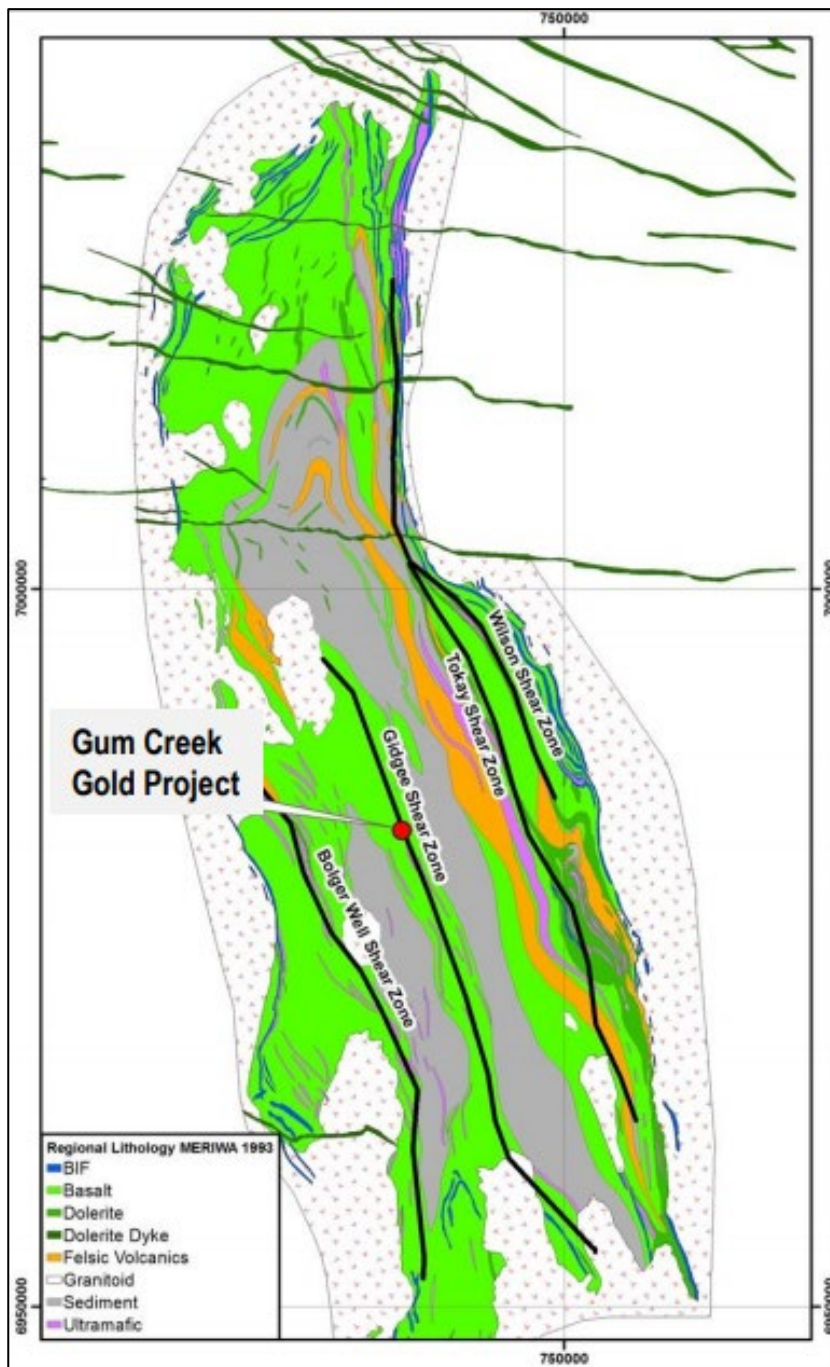 750000
7000000
7000000
Wilson Shear Zone
Tokay Shear Zone
Gidgee Shear Zone
Gum Creek
Gold Project
Bolger Well Shear Zone
Regional Lithology MERIWA 1993
BIF
Basalt
Dolerite
Dolerite Dyke
Felsic Volcanics
Granitoid
Sediment
Ultramafic
6950000
6950000
750000